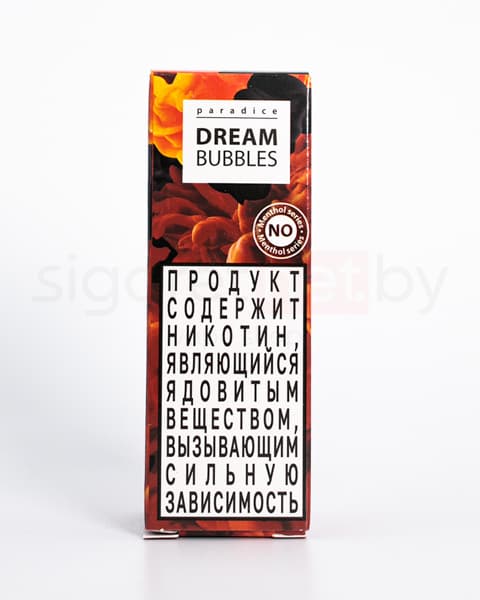 paradice
DREAM
BUBBLES
Menthol series
NO
Menthol series
ПРОДУКТ
СОДЕРЖИТ
НИКОТИН,
ЯВЛЯЮЩИЙСЯ
ЯДОВИТЫМ
ВЕЩЕСТВОМ,
ВЫЗЫВАЮЩИМ
СИЛЬНУЮ
ЗАВИСИМОСТЬ